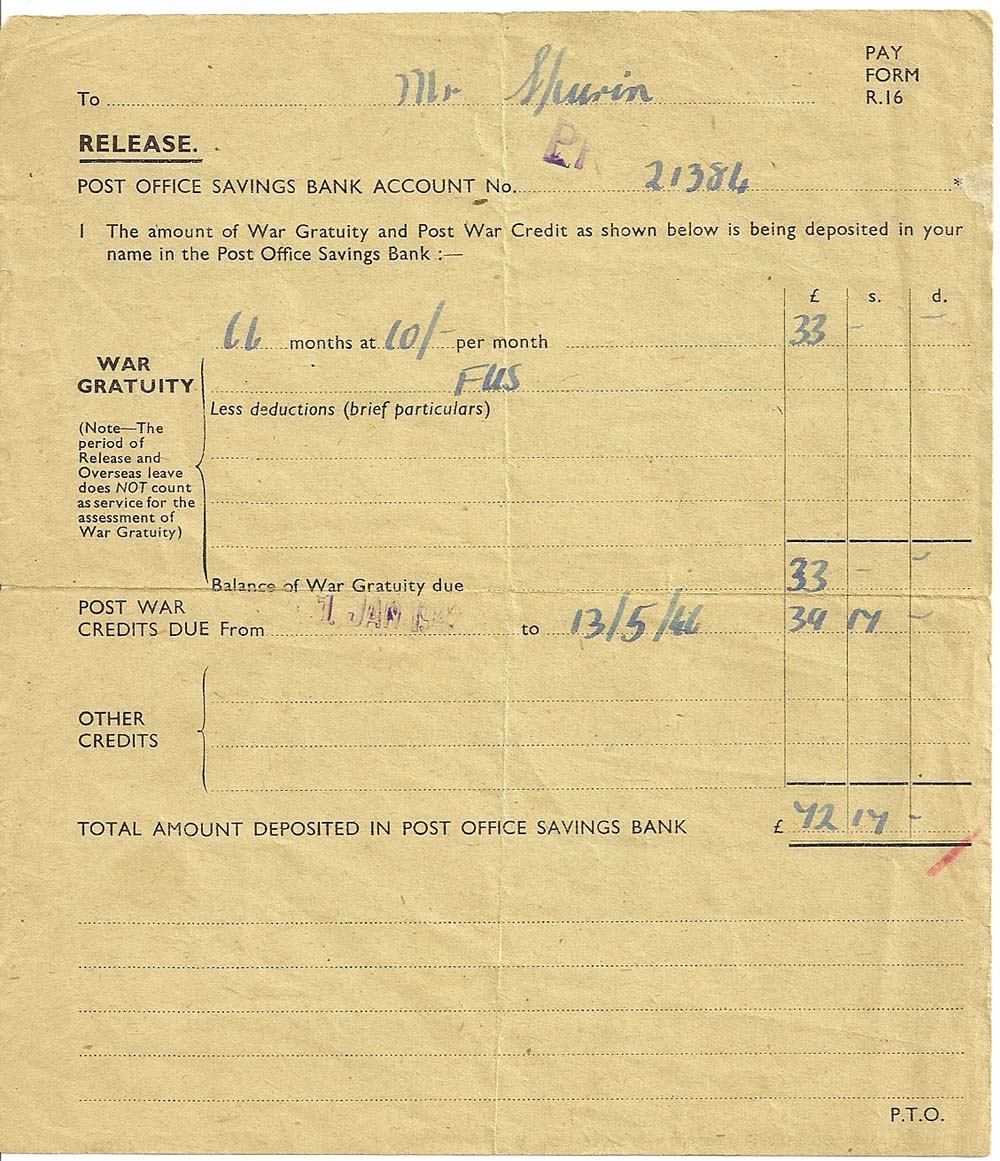 PAY
FORM
R.16
To Mr Spurin
RELEASE.
POST OFFICE SAVINGS BANK ACCOUNT No. 21384 *
1 The amount of War Gratuity and Post War Credit as shown below is being deposited in your
name in the Post Office Savings Bank :—
£ s. d.
66 months at 10/- per month 33 - -
WAR
GRATUITY
FUS
Less deductions (brief particulars)
(Note—The
period of
Release and
Overseas leave
does NOT count
as service for the
assessment of
War Gratuity)
Balance of War Gratuity due 33 - -
POST WAR
CREDITS DUE From 1 JAN to 13/5/46 39 17 -
OTHER
CREDITS
TOTAL AMOUNT DEPOSITED IN POST OFFICE SAVINGS BANK £ 72 17 -
P.T.O.